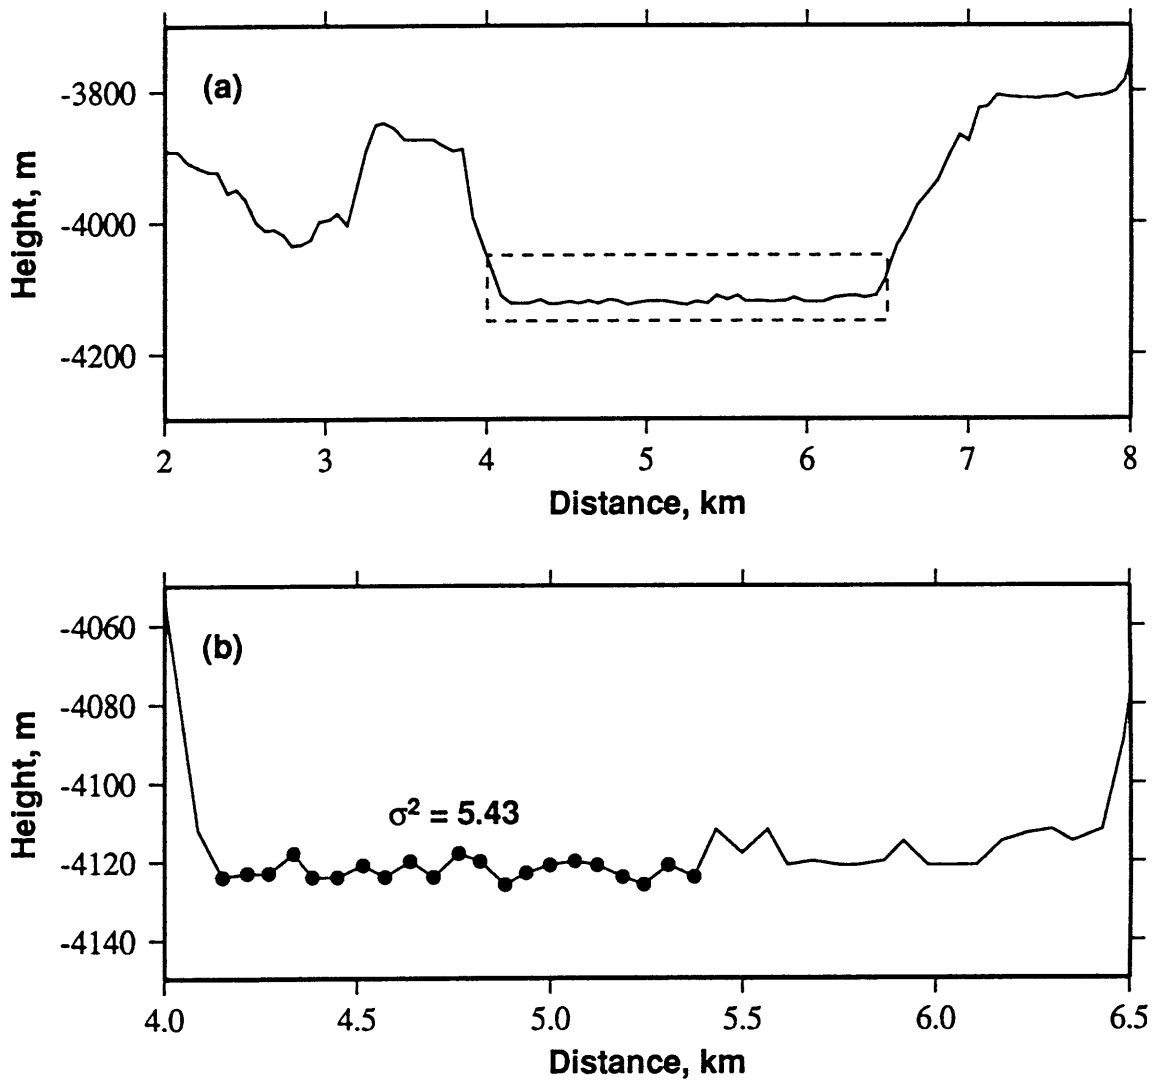 (a)
-3800
-4000
-4200
Height, m
2 3 4 5 6 7 8
Distance, km
(b)
-4060
-4080
-4100
-4120
-4140
Height, m
σ² = 5.43
4.0 4.5 5.0 5.5 6.0 6.5
Distance, km